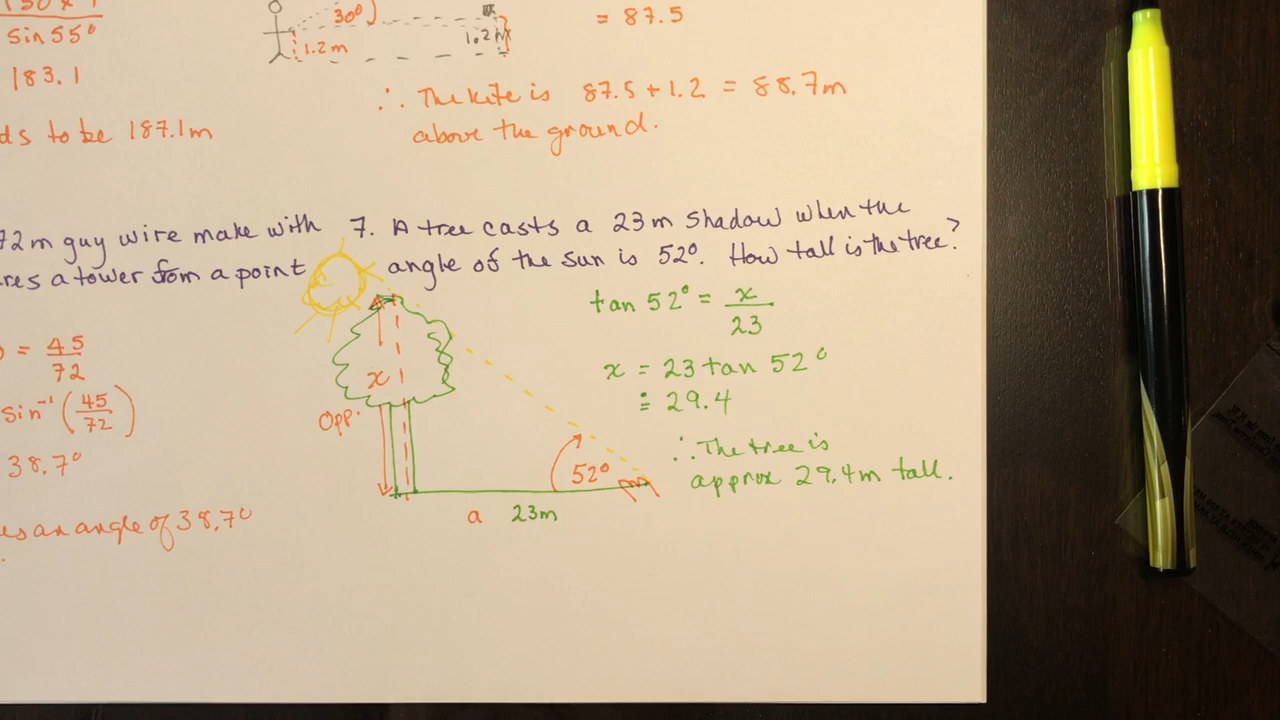 sin 55°
183.1
ds to be 187.1m
30°
1.2m
1.2m
= 87.5
∴ The kite is 87.5 + 1.2 = 88.7m
above the ground.
72m guy wire make with
res a tower from a point
= 45
72
sin⁻¹ (45
72)
38.7°
es an angle of 38.7°
7. A tree casts a 23m shadow when the
angle of the sun is 52°. How tall is the tree?
x
opp.
52°
a 23m
tan 52° = x
23
x = 23 tan 52°
≐ 29.4
∴ The tree is
approx 29.4m tall.